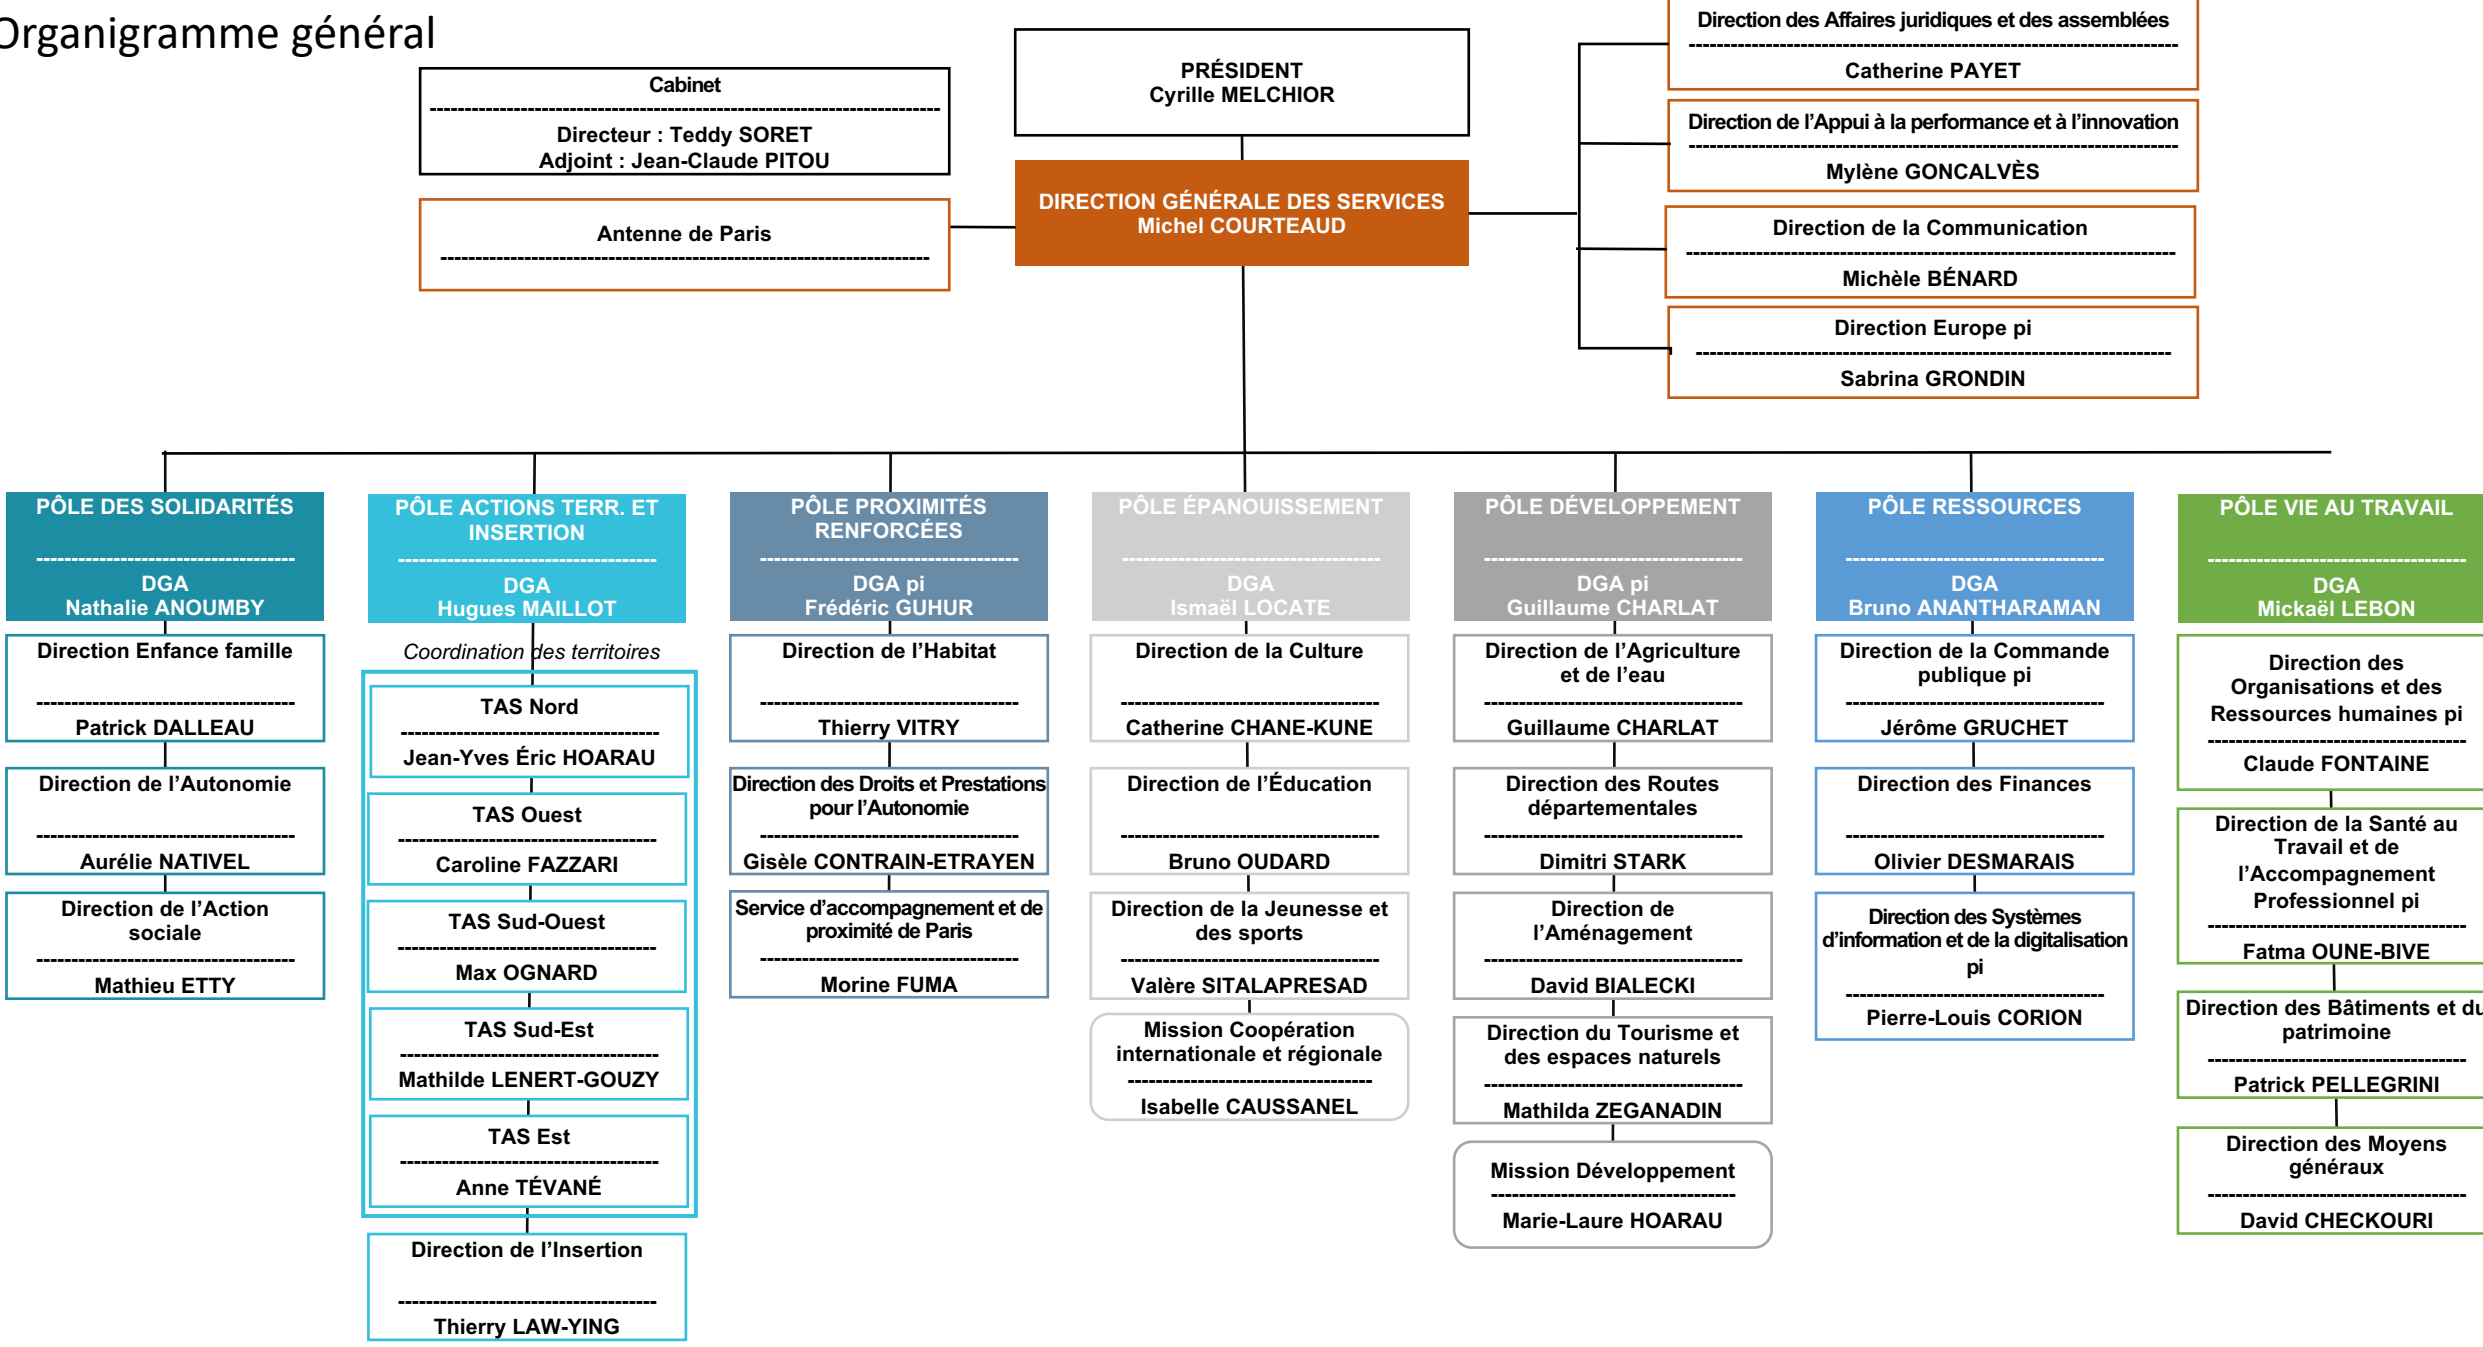 Organigramme général
Cabinet
Directeur : Teddy SORET
Adjoint : Jean-Claude PITOU
Antenne de Paris
PRÉSIDENT
Cyrille MELCHIOR
DIRECTION GÉNÉRALE DES SERVICES
Michel COURTEAUD
Direction des Affaires juridiques et des assemblées
Catherine PAYET
Direction de l’Appui à la performance et à l’innovation
Mylène GONCALVÈS
Direction de la Communication
Michèle BÉNARD
Direction Europe pi
Sabrina GRONDIN
PÔLE DES SOLIDARITÉS
DGA
Nathalie ANOUMBY
Direction Enfance famille
Patrick DALLEAU
Direction de l’Autonomie
Aurélie NATIVEL
Direction de l’Action
sociale
Mathieu ETTY
PÔLE ACTIONS TERR. ET
INSERTION
DGA
Hugues MAILLOT
Coordination des territoires
TAS Nord
Jean-Yves Éric HOARAU
TAS Ouest
Caroline FAZZARI
TAS Sud-Ouest
Max OGNARD
TAS Sud-Est
Mathilde LENERT-GOUZY
TAS Est
Anne TÉVANÉ
Direction de l’Insertion
Thierry LAW-YING
PÔLE PROXIMITÉS
RENFORCÉES
DGA pi
Frédéric GUHUR
Direction de l’Habitat
Thierry VITRY
Direction des Droits et Prestations
pour l’Autonomie
Gisèle CONTRAIN-ETRAYEN
Service d’accompagnement et de
proximité de Paris
Morine FUMA
PÔLE ÉPANOUISSEMENT
DGA
Ismaël LOCATE
Direction de la Culture
Catherine CHANE-KUNE
Direction de l’Éducation
Bruno OUDARD
Direction de la Jeunesse et
des sports
Valère SITALAPRESAD
Mission Coopération
internationale et régionale
Isabelle CAUSSANEL
PÔLE DÉVELOPPEMENT
DGA pi
Guillaume CHARLAT
Direction de l’Agriculture
et de l’eau
Guillaume CHARLAT
Direction des Routes
départementales
Dimitri STARK
Direction de
l’Aménagement
David BIALECKI
Direction du Tourisme et
des espaces naturels
Mathilda ZEGANADIN
Mission Développement
Marie-Laure HOARAU
PÔLE RESSOURCES
DGA
Bruno ANANTHARAMAN
Direction de la Commande
publique pi
Jérôme GRUCHET
Direction des Finances
Olivier DESMARAIS
Direction des Systèmes
d’information et de la digitalisation
pi
Pierre-Louis CORION
PÔLE VIE AU TRAVAIL
DGA
Mickaël LEBON
Direction des
Organisations et des
Ressources humaines pi
Claude FONTAINE
Direction de la Santé au
Travail et de
l’Accompagnement
Professionnel pi
Fatma OUNE-BIVE
Direction des Bâtiments et du
patrimoine
Patrick PELLEGRINI
Direction des Moyens
généraux
David CHECKOURI